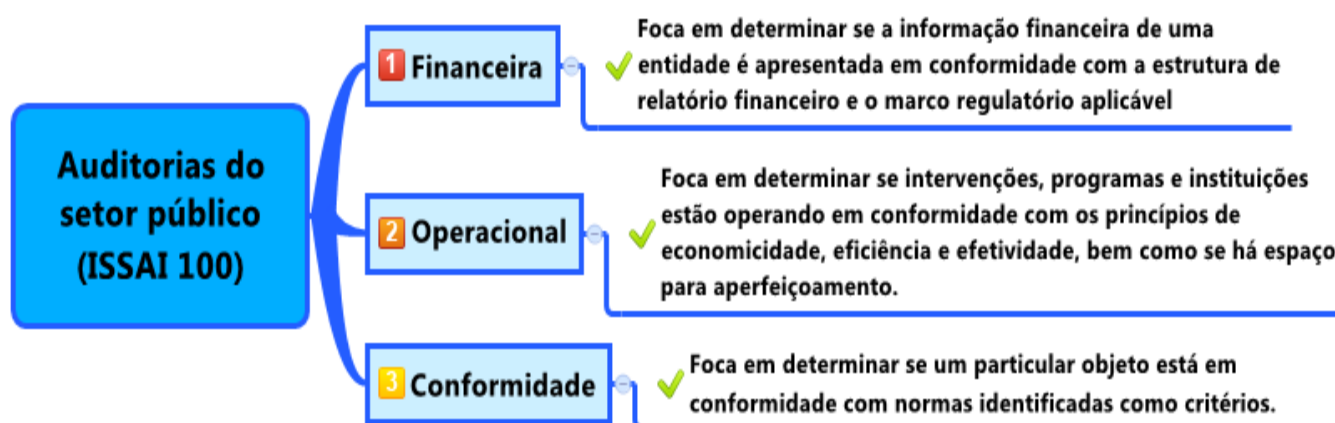 Auditorias do
setor público
(ISSAI 100)
1 Financeira
Foca em determinar se a informação financeira de uma
entidade é apresentada em conformidade com a estrutura de
relatório financeiro e o marco regulatório aplicável
2 Operacional
Foca em determinar se intervenções, programas e instituições
estão operando em conformidade com os princípios de
economicidade, eficiência e efetividade, bem como se há espaço
para aperfeiçoamento.
3 Conformidade
Foca em determinar se um particular objeto está em
conformidade com normas identificadas como critérios.